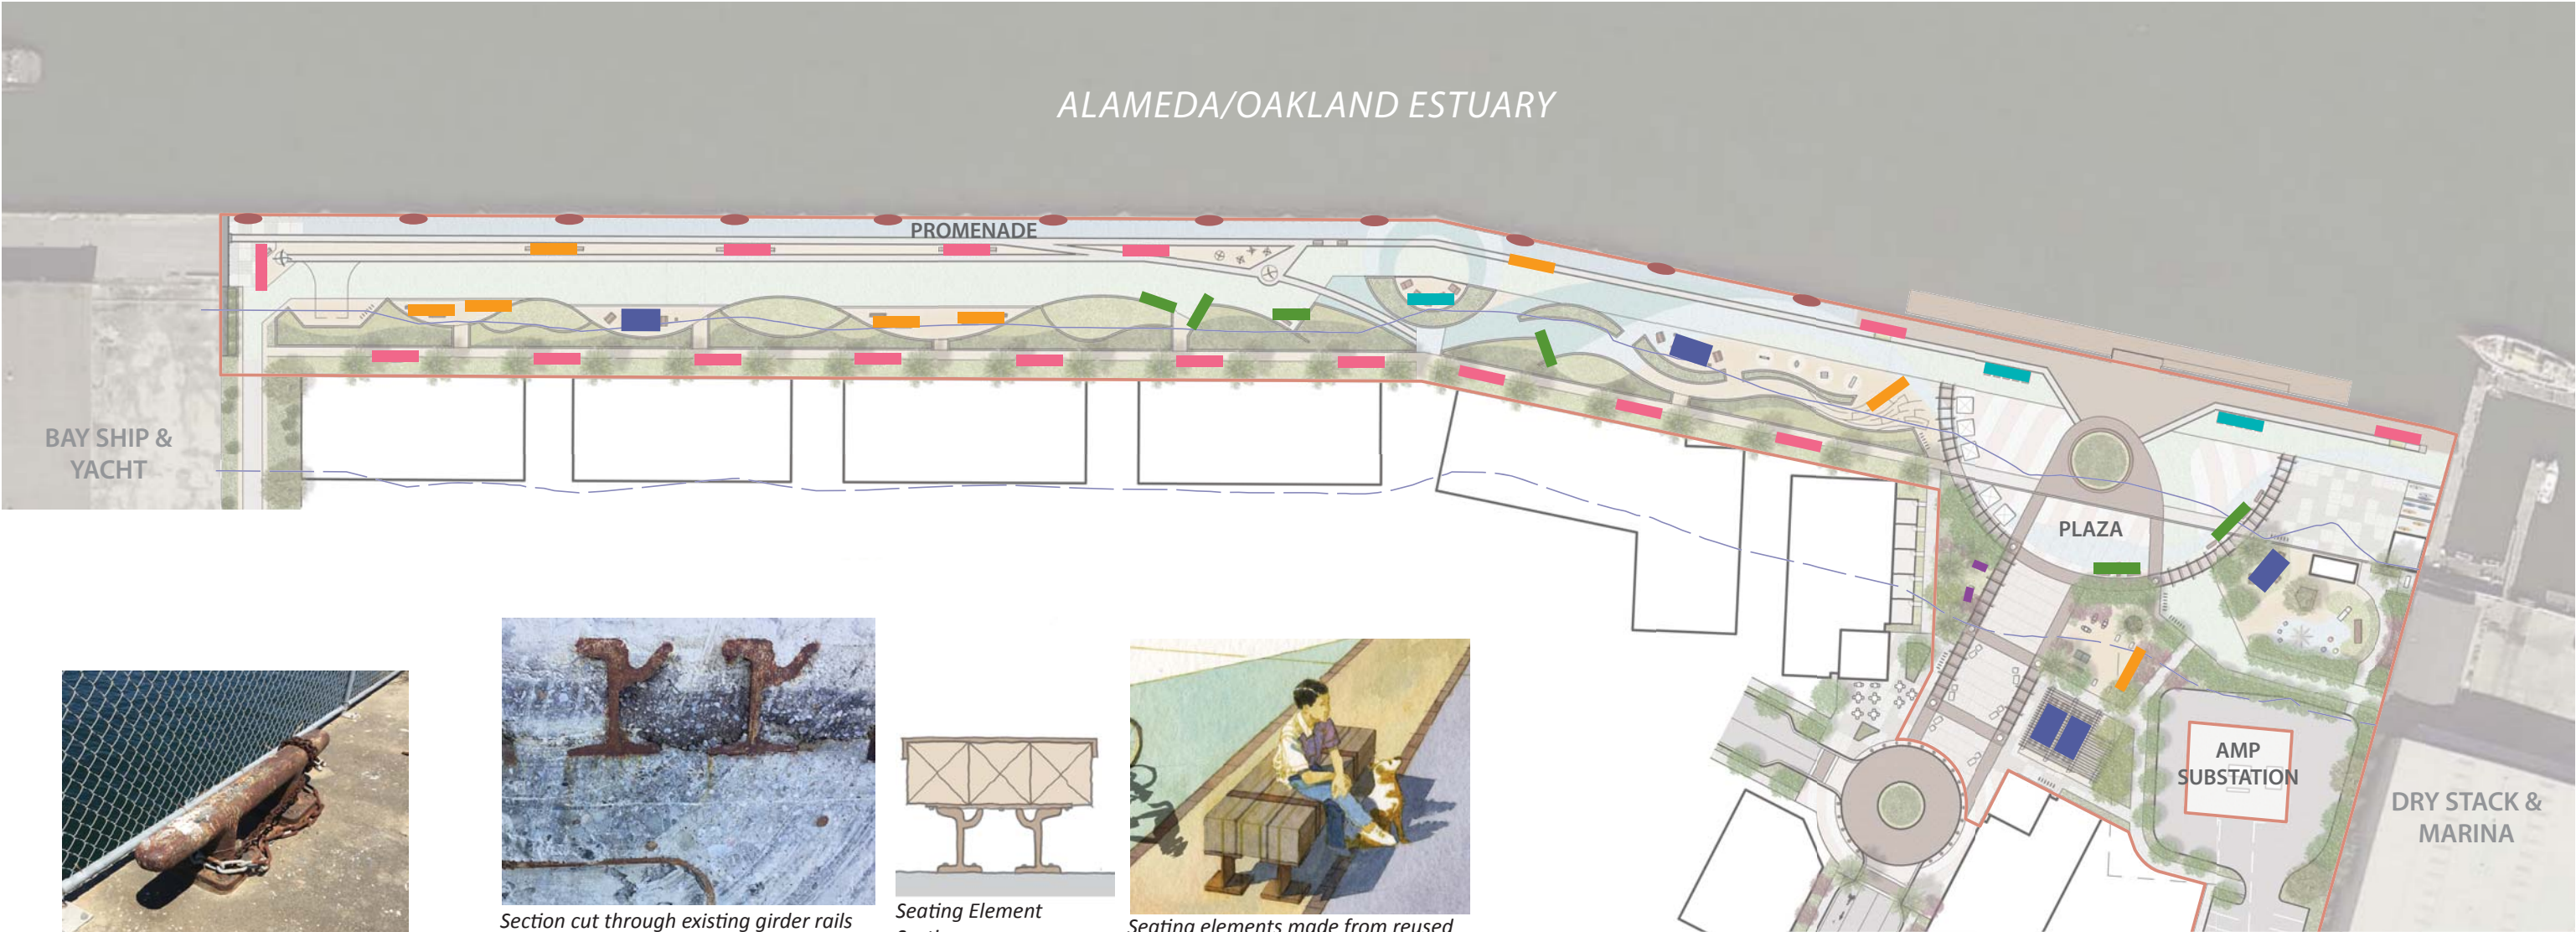 ALAMEDA/OAKLAND ESTUARY
PROMENADE
BAY SHIP &
YACHT
PLAZA
AMP
SUBSTATION
DRY STACK &
MARINA
Section cut through existing girder rails
Seating Element
Seating elements made from reused